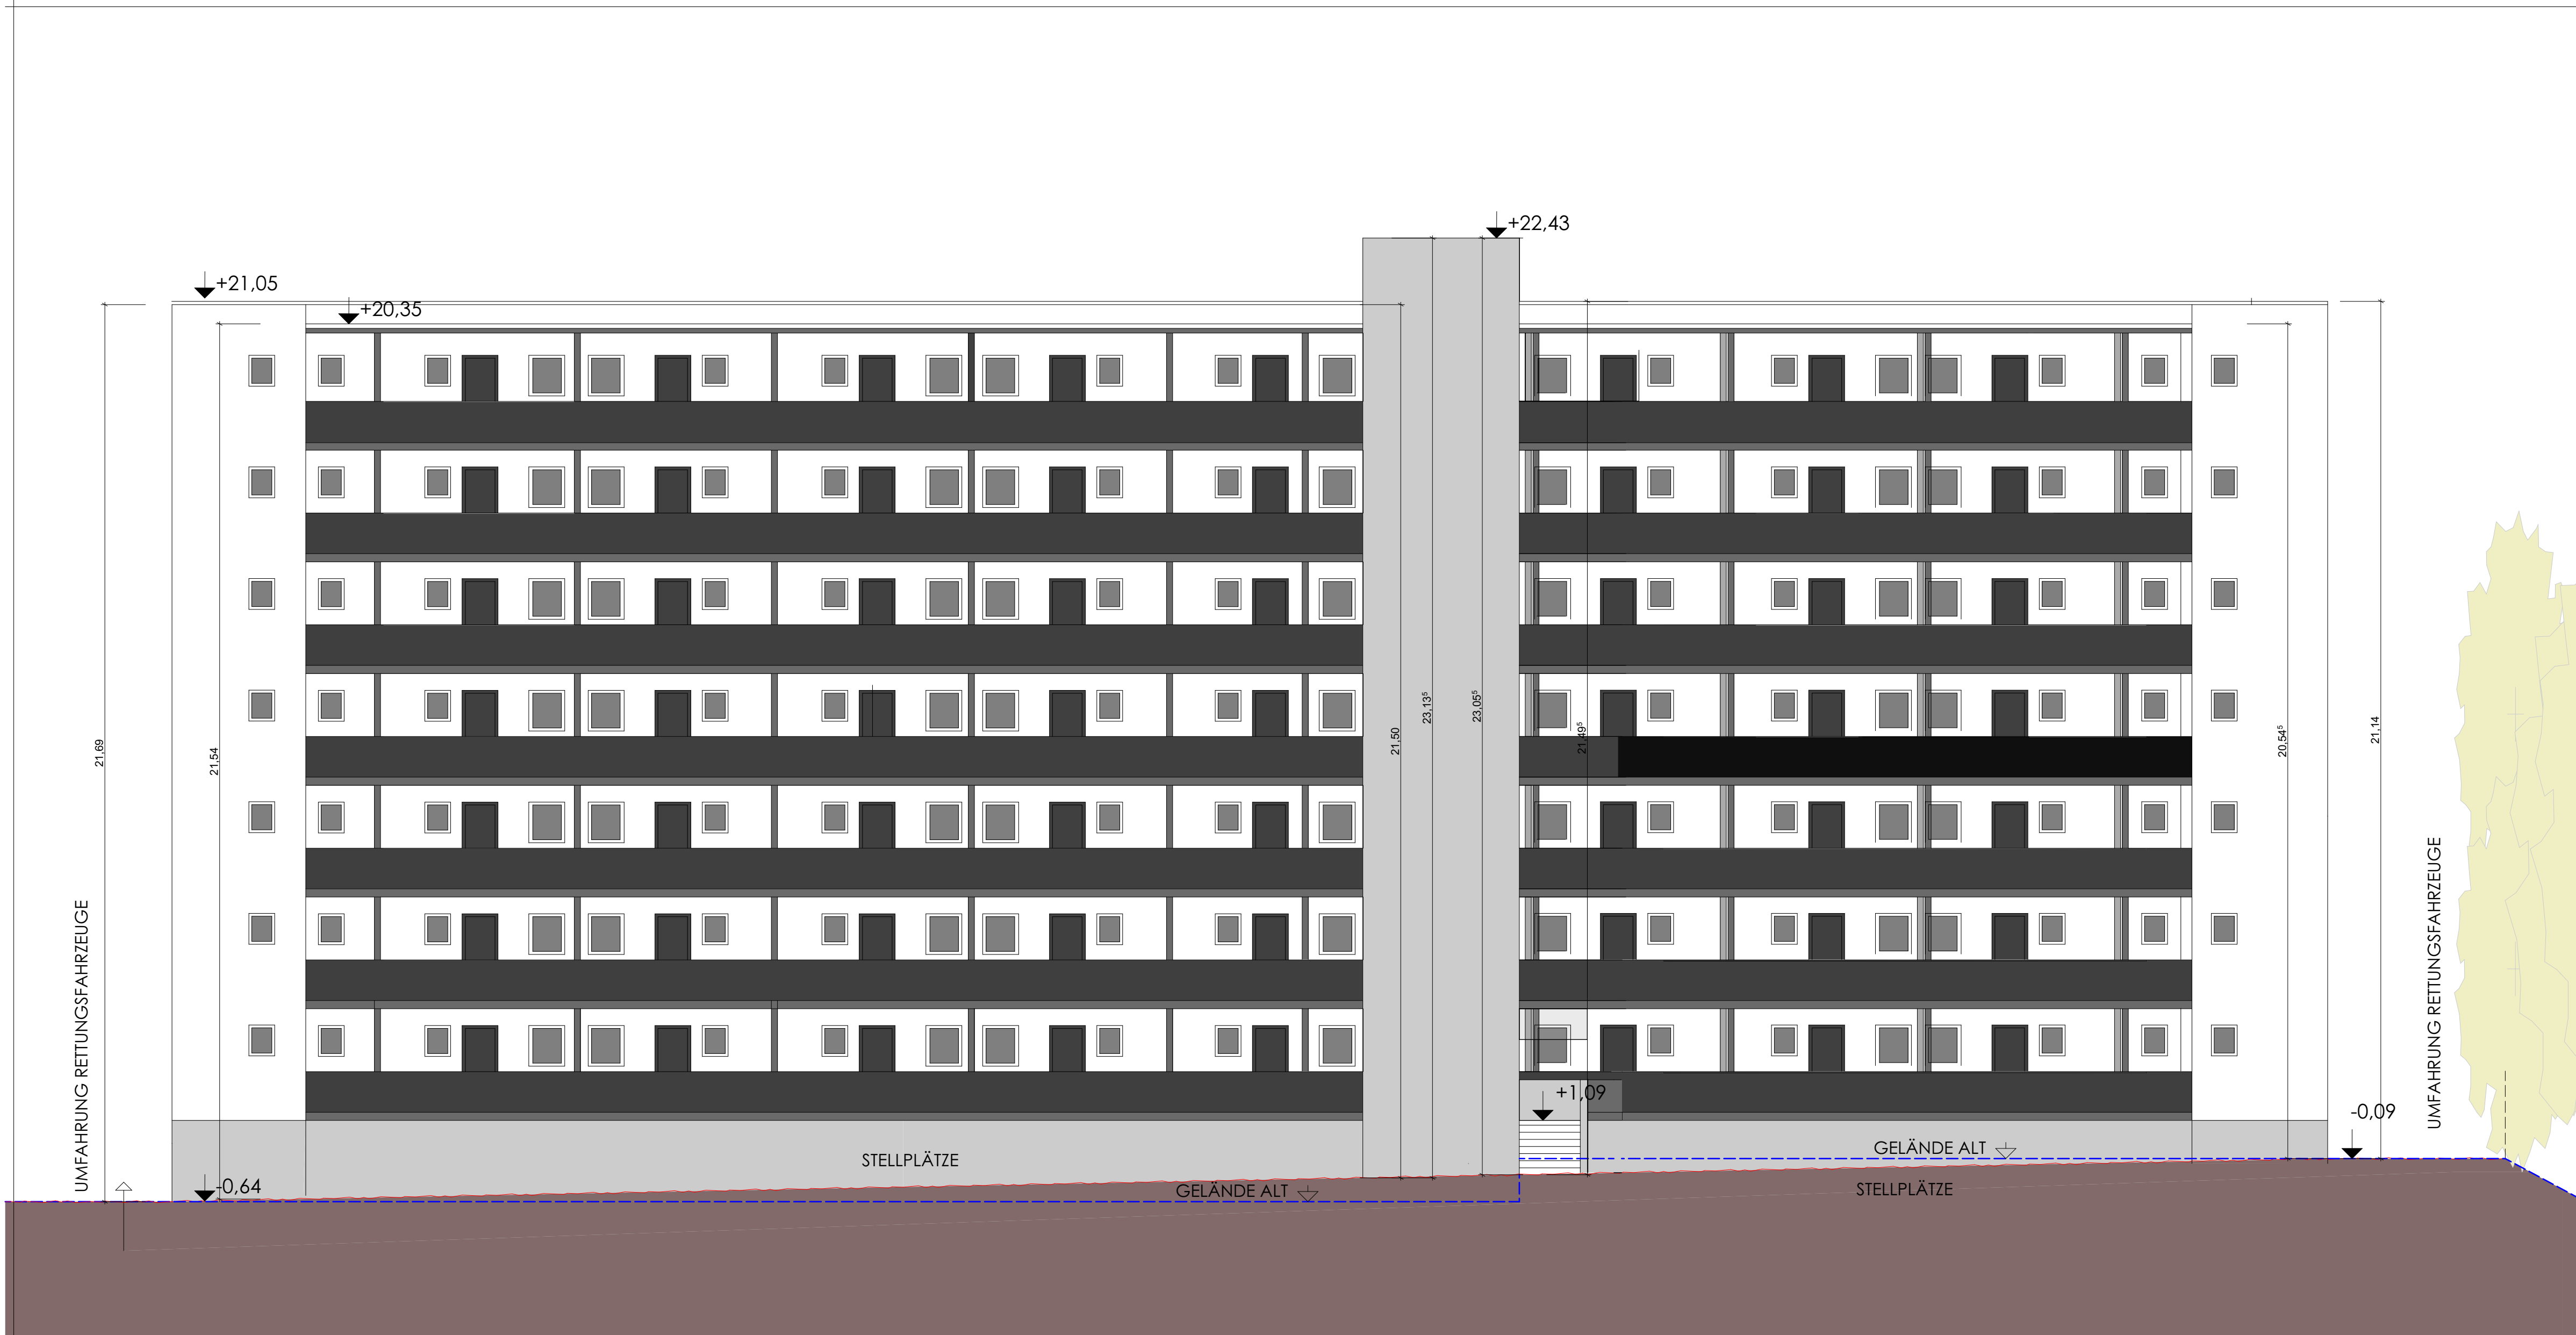 +22,43
+21,05
+20,35
21,69
21,54
21,50
23,13⁵
23,05⁵
21,49⁵
20,54⁵
21,14
UMFAHRUNG RETTUNGSFAHRZEUGE
UMFAHRUNG RETTUNGSFAHRZEUGE
+1,09
-0,09
STELLPLÄTZE
GELÄNDE ALT
-0,64
GELÄNDE ALT
STELLPLÄTZE